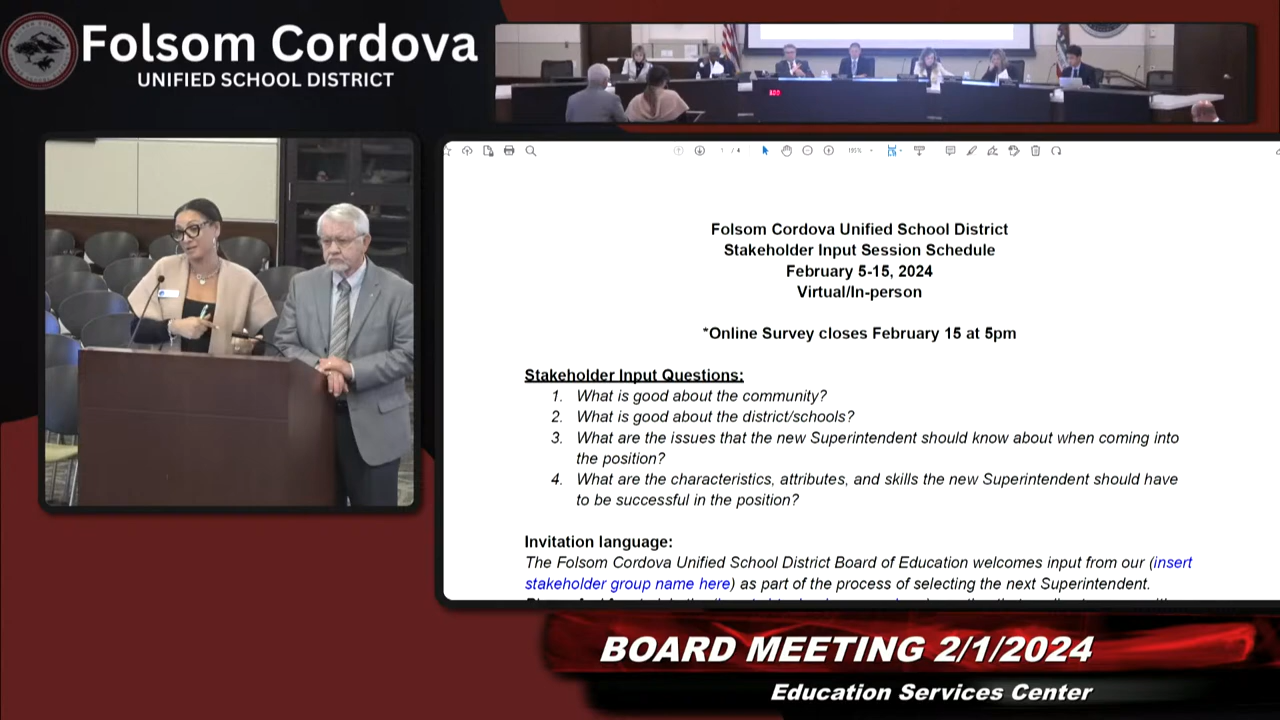 Folsom Cordova
UNIFIED SCHOOL DISTRICT
1 / 4
195%
Folsom Cordova Unified School District
Stakeholder Input Session Schedule
February 5-15, 2024
Virtual/In-person
*Online Survey closes February 15 at 5pm
Stakeholder Input Questions:
1. What is good about the community?
2. What is good about the district/schools?
3. What are the issues that the new Superintendent should know about when coming into
the position?
4. What are the characteristics, attributes, and skills the new Superintendent should have
to be successful in the position?
Invitation language:
The Folsom Cordova Unified School District Board of Education welcomes input from our (insert
stakeholder group name here) as part of the process of selecting the next Superintendent.
BOARD MEETING 2/1/2024
Education Services Center